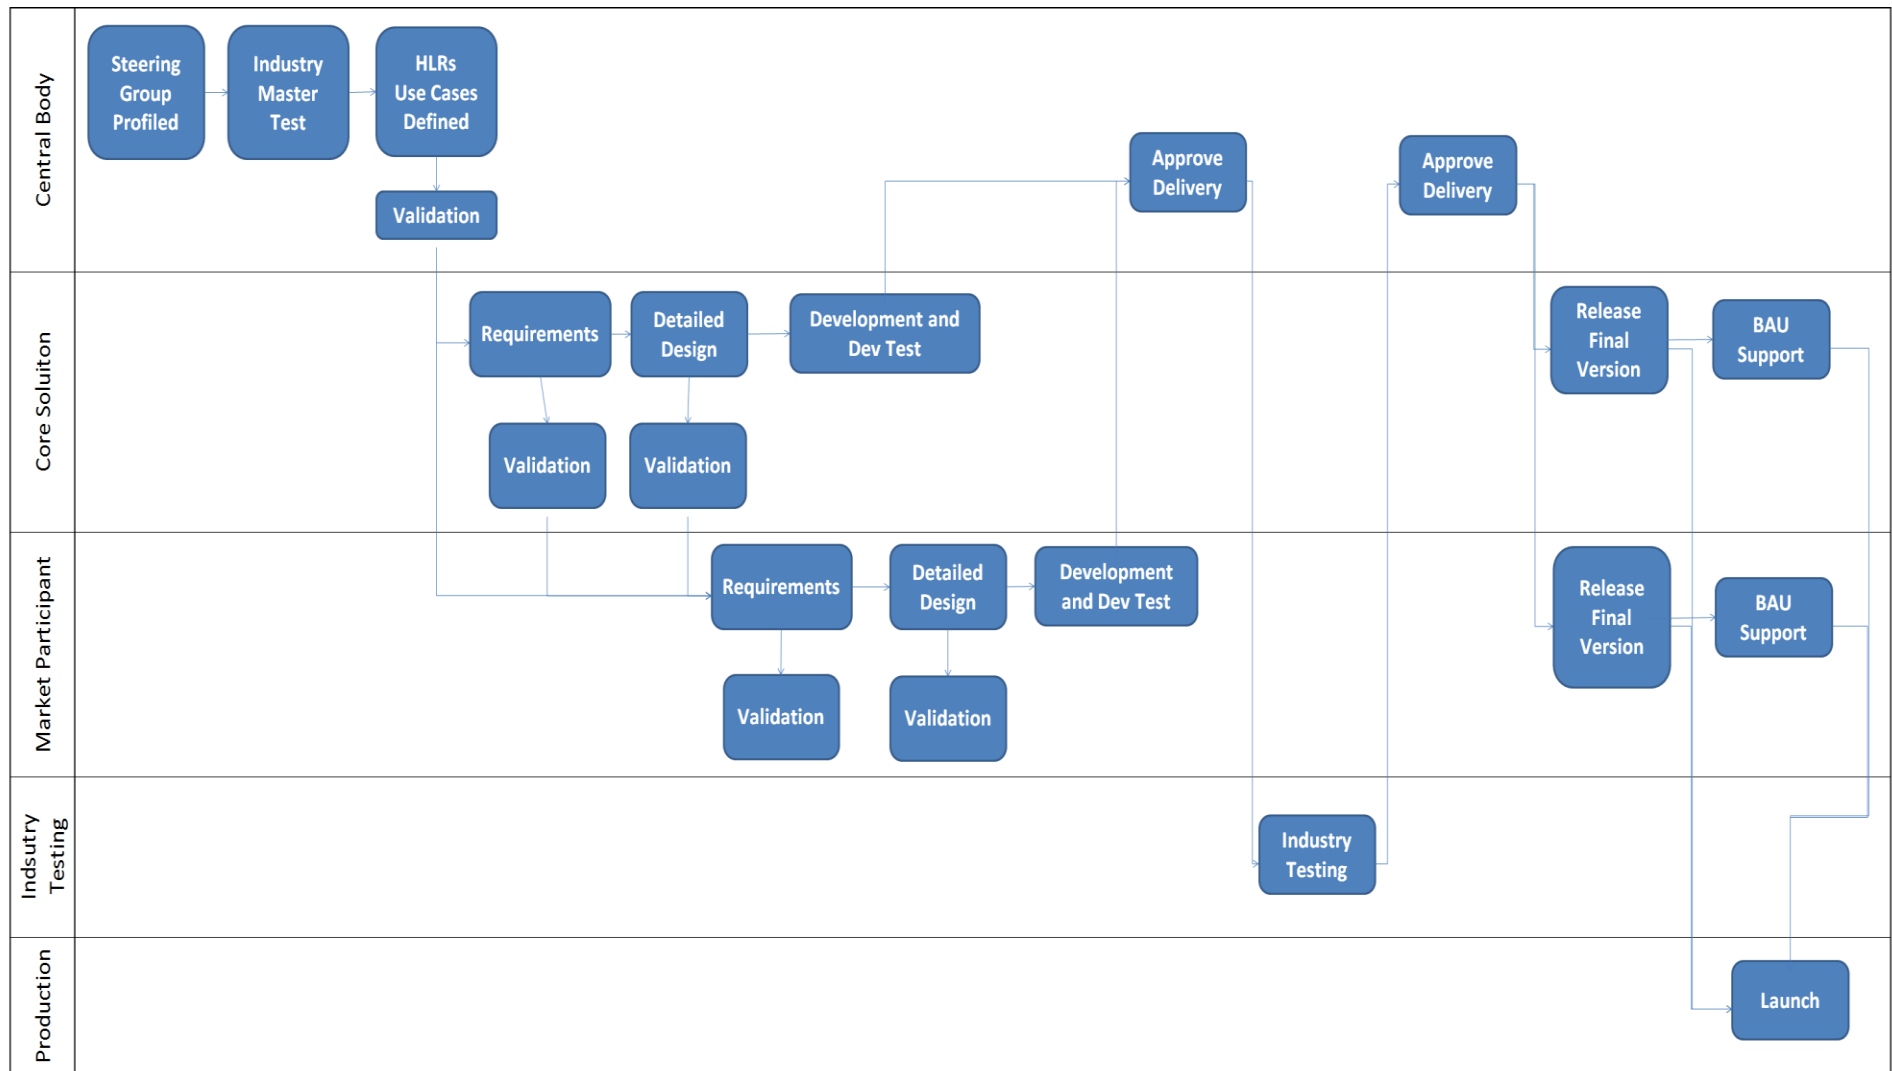 Central Body
Steering
Group
Profiled
Industry
Master
Test
HLRs
Use Cases
Defined
Validation
Approve
Delivery
Approve
Delivery
Core Soluiton
Requirements
Detailed
Design
Development and
Dev Test
Validation
Validation
Release
Final
Version
BAU
Support
Market Participant
Requirements
Detailed
Design
Development
and Dev Test
Validation
Validation
Release
Final
Version
BAU
Support
Indsutry
Testing
Industry
Testing
Production
Launch